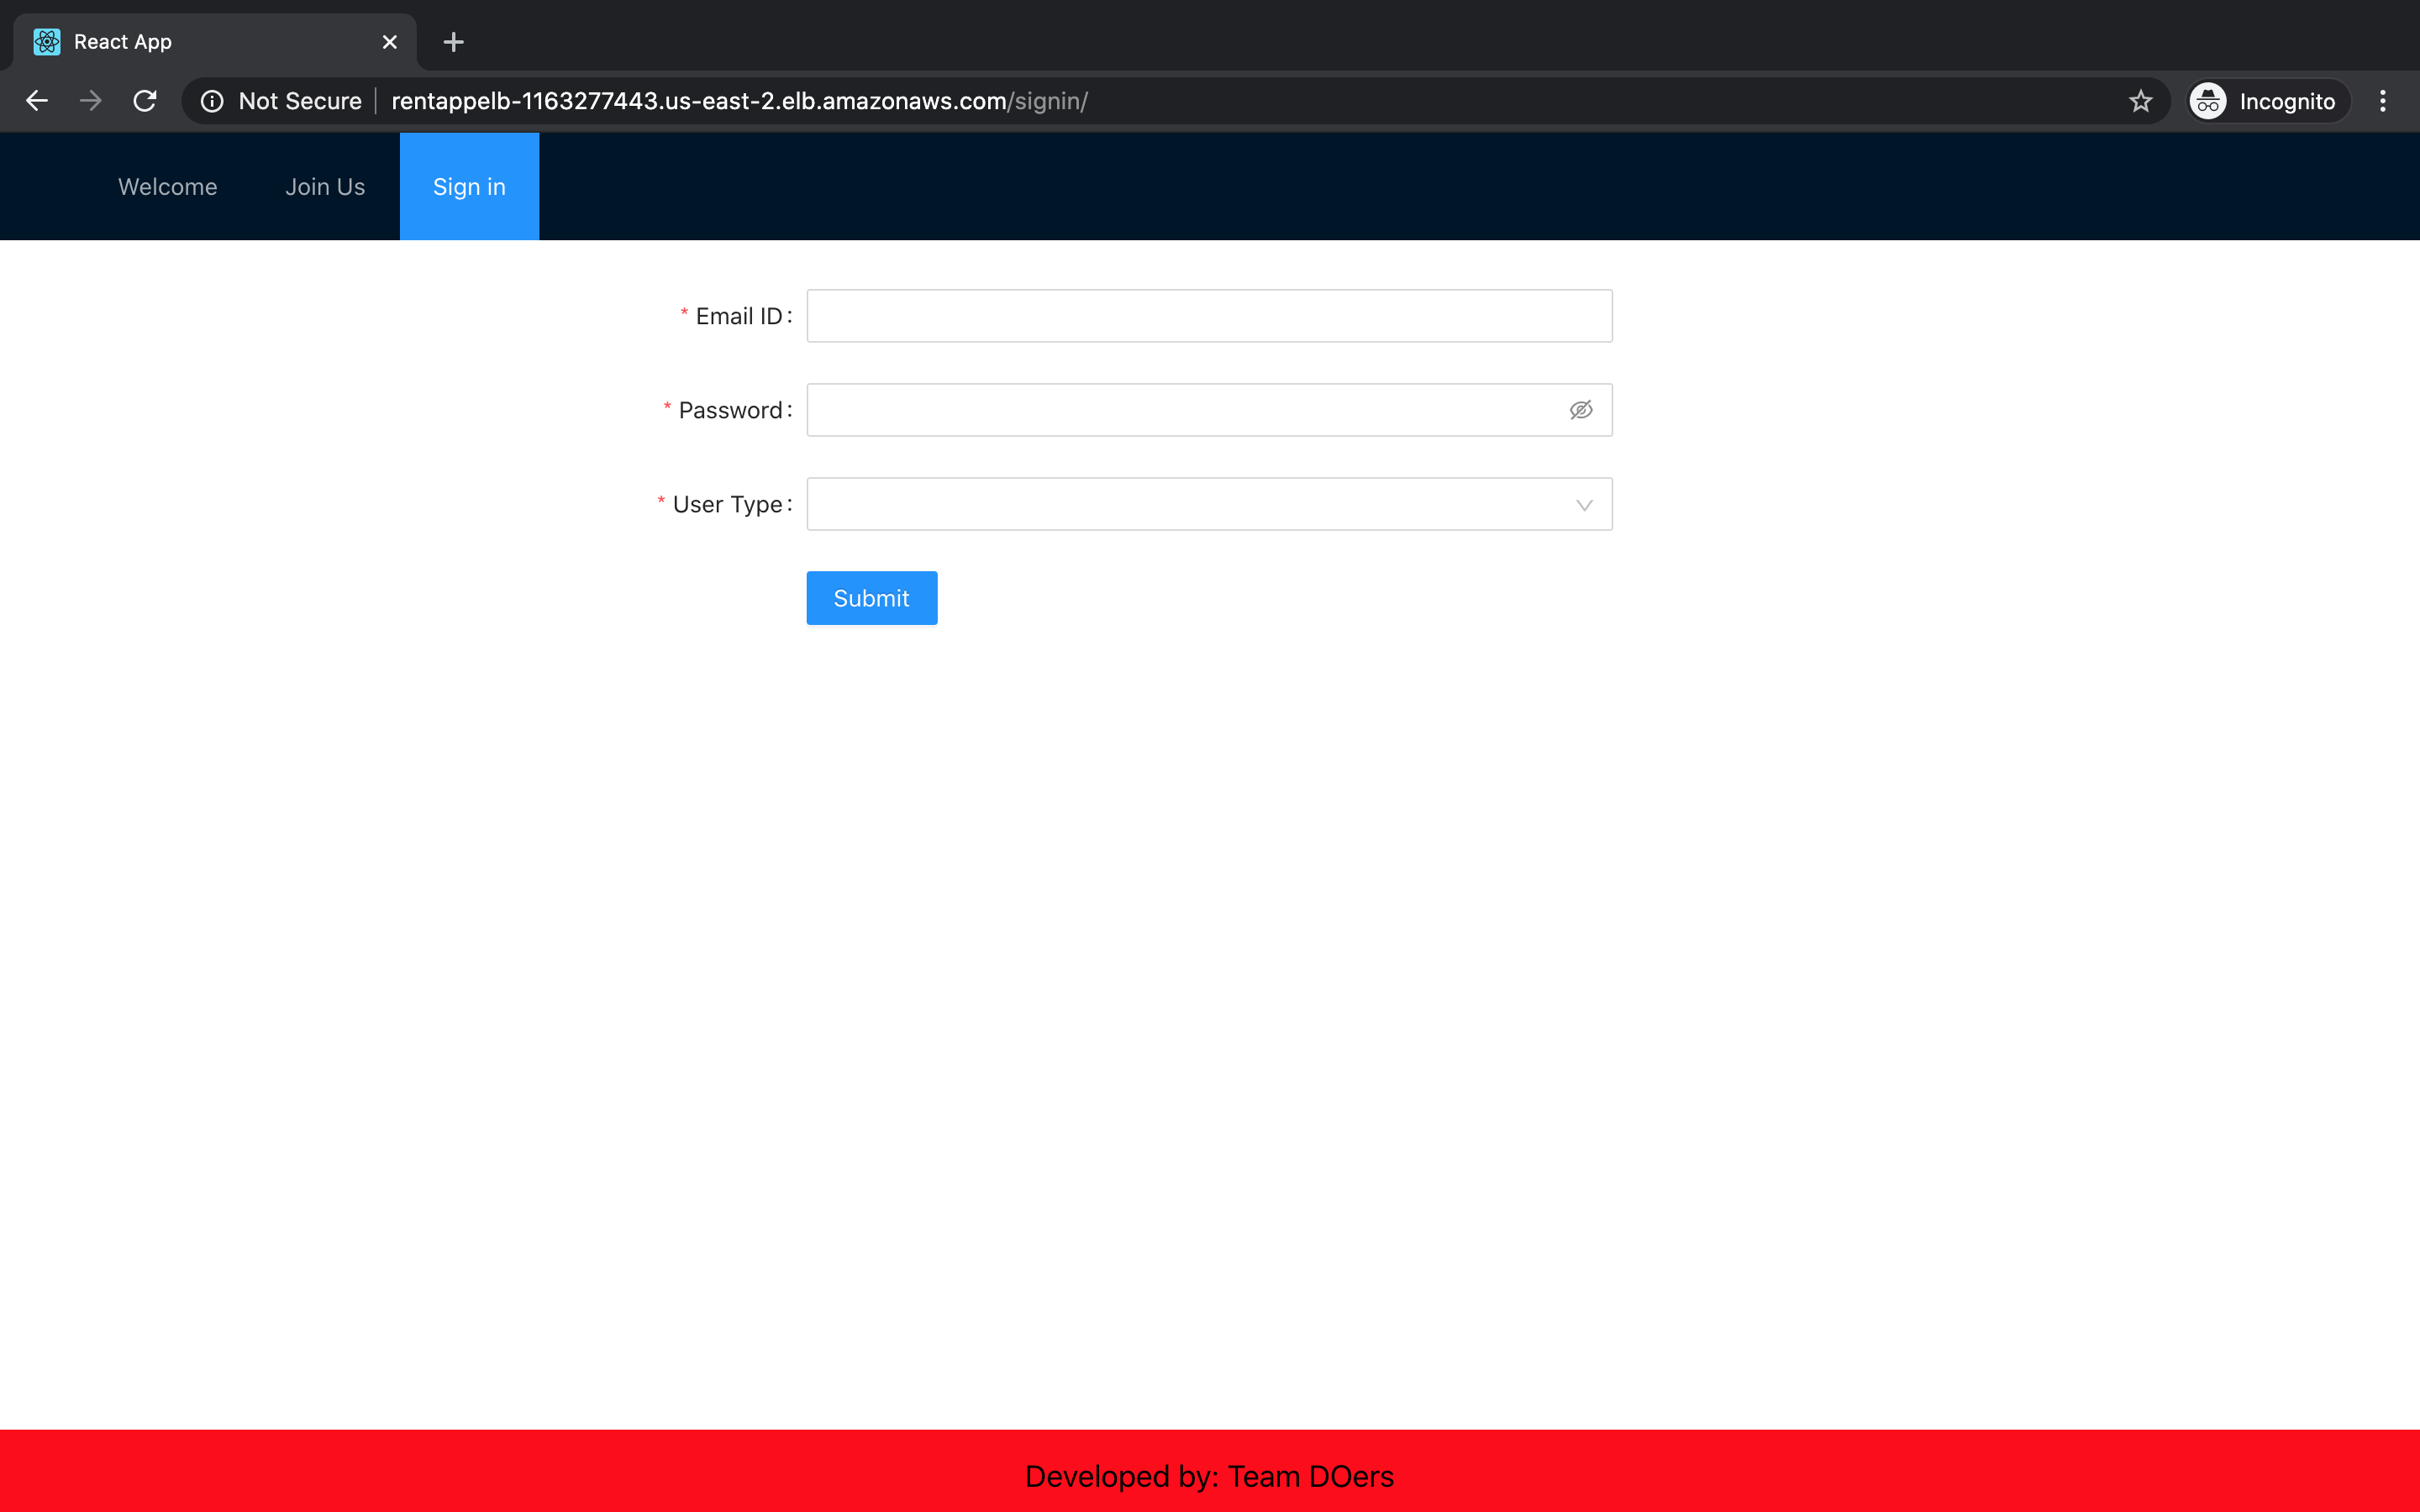 React App
Not Secure rentappelb-1163277443.us-east-2.elb.amazonaws.com/signin/ Incognito
Welcome Join Us Sign in
* Email ID:
* Password:
* User Type:
Submit
Developed by: Team DOers